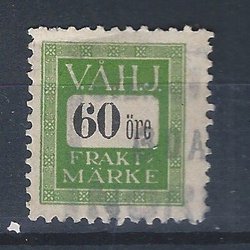 V.Å.H.J.
60 öre
FRAKT-
MÄRKE